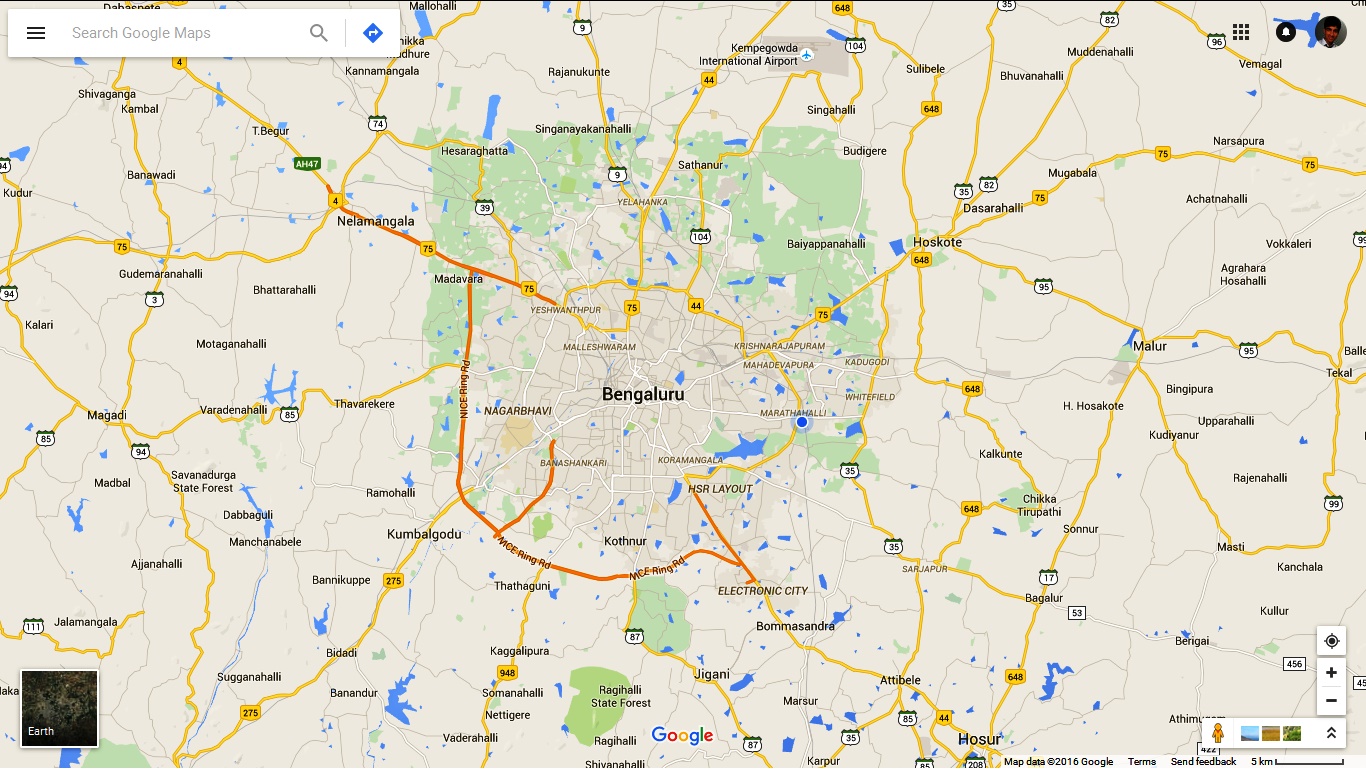 Dabaspete
Mallohalli
648
35
82
Search Google Maps
9
104
96
Kempegowda
International Airport
Muddenahalli
Vemagal
4
Kannamangala
Rajanukunte
44
Sulibele
Bhuvanahalli
Shivaganga
Kambal
Singahalli
648
74
T.Begur
Singanayakanahalli
Narsapura
AH47
Hesaraghatta
Sathanur
Budigere
75
75
94
Banawadi
9
Mugabala
Kudur
4
39
YELAHANKA
35
82
75
Achatnahalli
Dasarahalli
Nelamangala
104
75
75
Baiyappanahalli
Hoskote
Vokkaleri
99
648
Gudemaranahalli
Madavara
Agrahara
Hosahalli
94
3
Bhattarahalli
75
95
YESHWANTHPUR
75
44
75
Kalari
Motaganahalli
MALLESHWARAM
KRISHNARAJAPURAM
Malur
95
MAHADEVAPURA
KADUGODI
Tekal
NICE Ring Rd
Bengaluru
648
Bingipura
Magadi
Varadenahalli
85
Thavarekere
NAGARBHAVI
MARATHAHALLI
WHITEFIELD
H. Hosakote
Upparahalli
85
94
Kudiyanur
BANASHANKARI
KORAMANGALA
35
Kalkunte
Madbal
Savanadurga
State Forest
Ramohalli
HSR LAYOUT
Rajenahalli
Chikka
Tirupathi
99
Dabbaguli
648
Sonnur
Manchanabele
Kumbalgodu
NICE Ring Rd
Kothnur
35
Masti
Ajjanahalli
NICE Ring Rd
SARJAPUR
Kanchala
Bannikuppe
275
Thathaguni
ELECTRONIC CITY
17
Bagalur
53
Kullur
Jalamangala
111
87
Bommasandra
Berigai
Bidadi
Kaggalipura
456
Sugganahalli
948
Jigani
Attibele
648
Banandur
Somanahalli
Ragihalli
State Forest
Marsur
275
Nettigere
85
44
Earth
Vaderahalli
Ragihalli
Google
87
35
Hosur
422
Shivanahalli
Karpur
85
208
Map data ©2016 Google
Terms
Send feedback
5 km